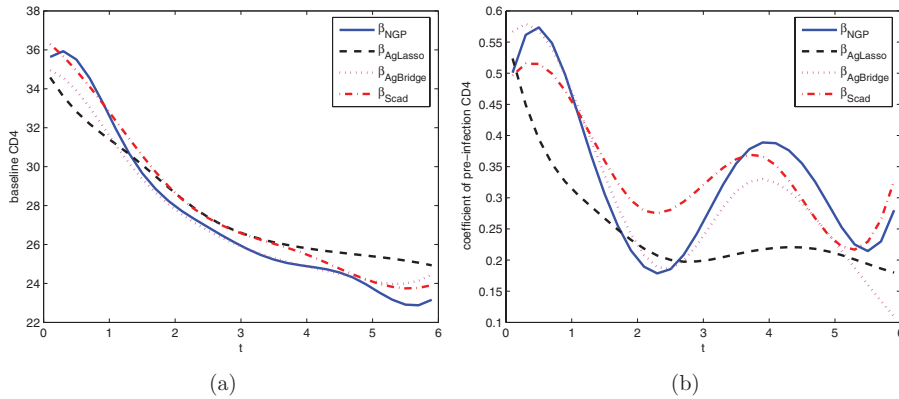 38
36
34
32
30
28
26
24
22
baseline CD4
0 1 2 3 4 5 6
t
β_NGP
β_AgLasso
β_AgBridge
β_Scad
(a)
0.6
0.55
0.5
0.45
0.4
0.35
0.3
0.25
0.2
0.15
0.1
coefficient of pre−infection CD4
0 1 2 3 4 5 6
t
β_NGP
β_AgLasso
β_AgBridge
β_Scad
(b)